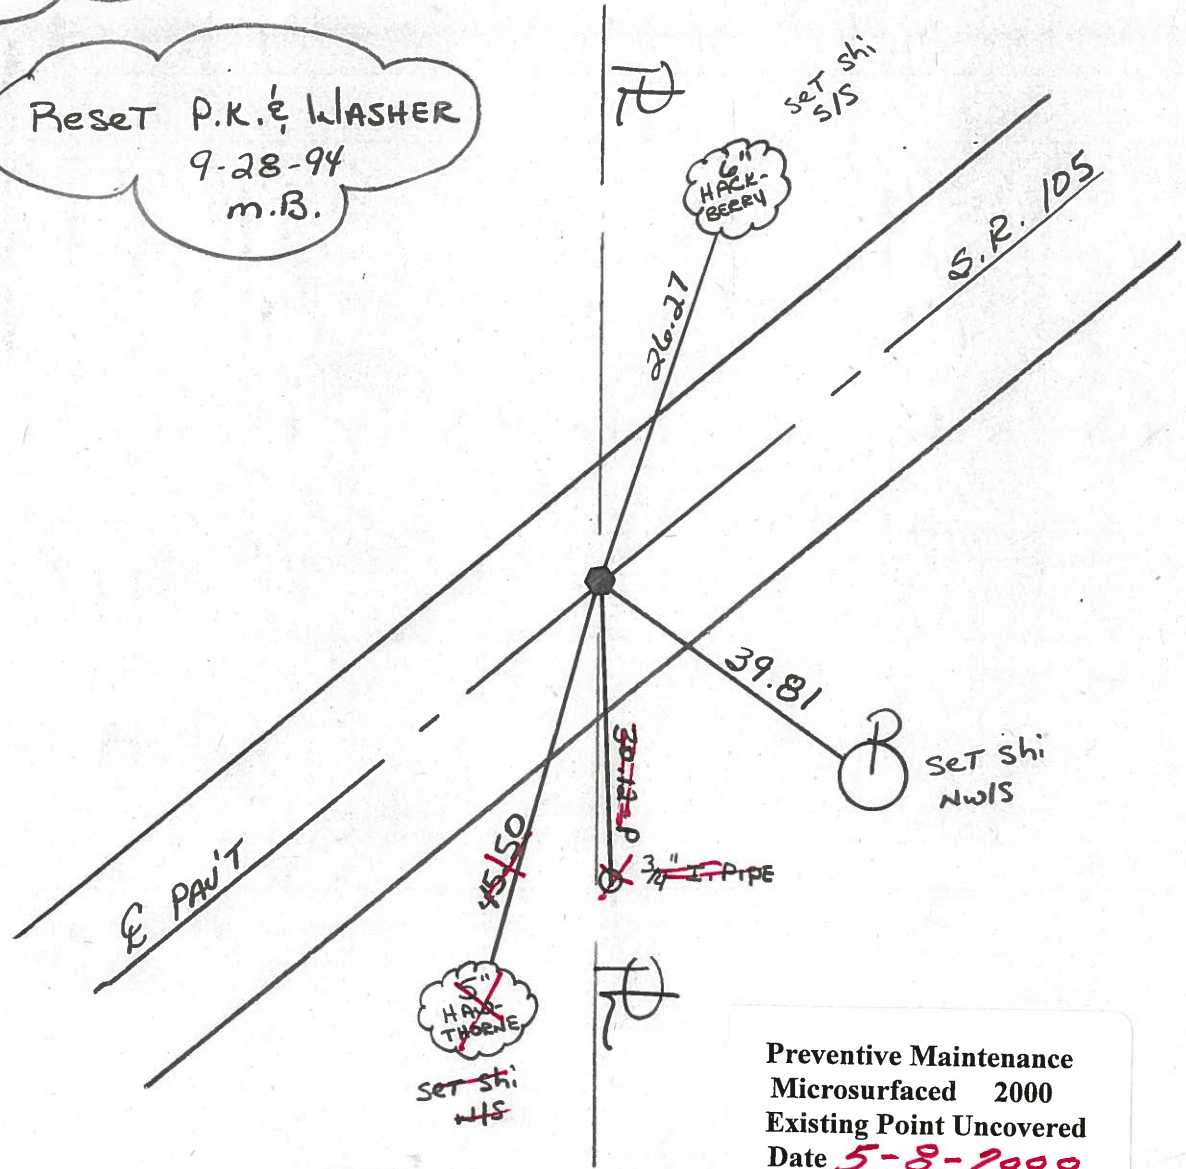 Reset P.K. & WASHER
9-28-94
M.B.
SET Shi
S/S
6"
HACK-
BERRY
S.R. 105
26.27
39.81
SET Shi
NW/S
30.12
3/4" I. PIPE
45.50
℄ PAV'T
5"
HAW-
THORNE
SET Shi
N/S
Preventive Maintenance
Microsurfaced 2000
Existing Point Uncovered
Date 5-8-2000